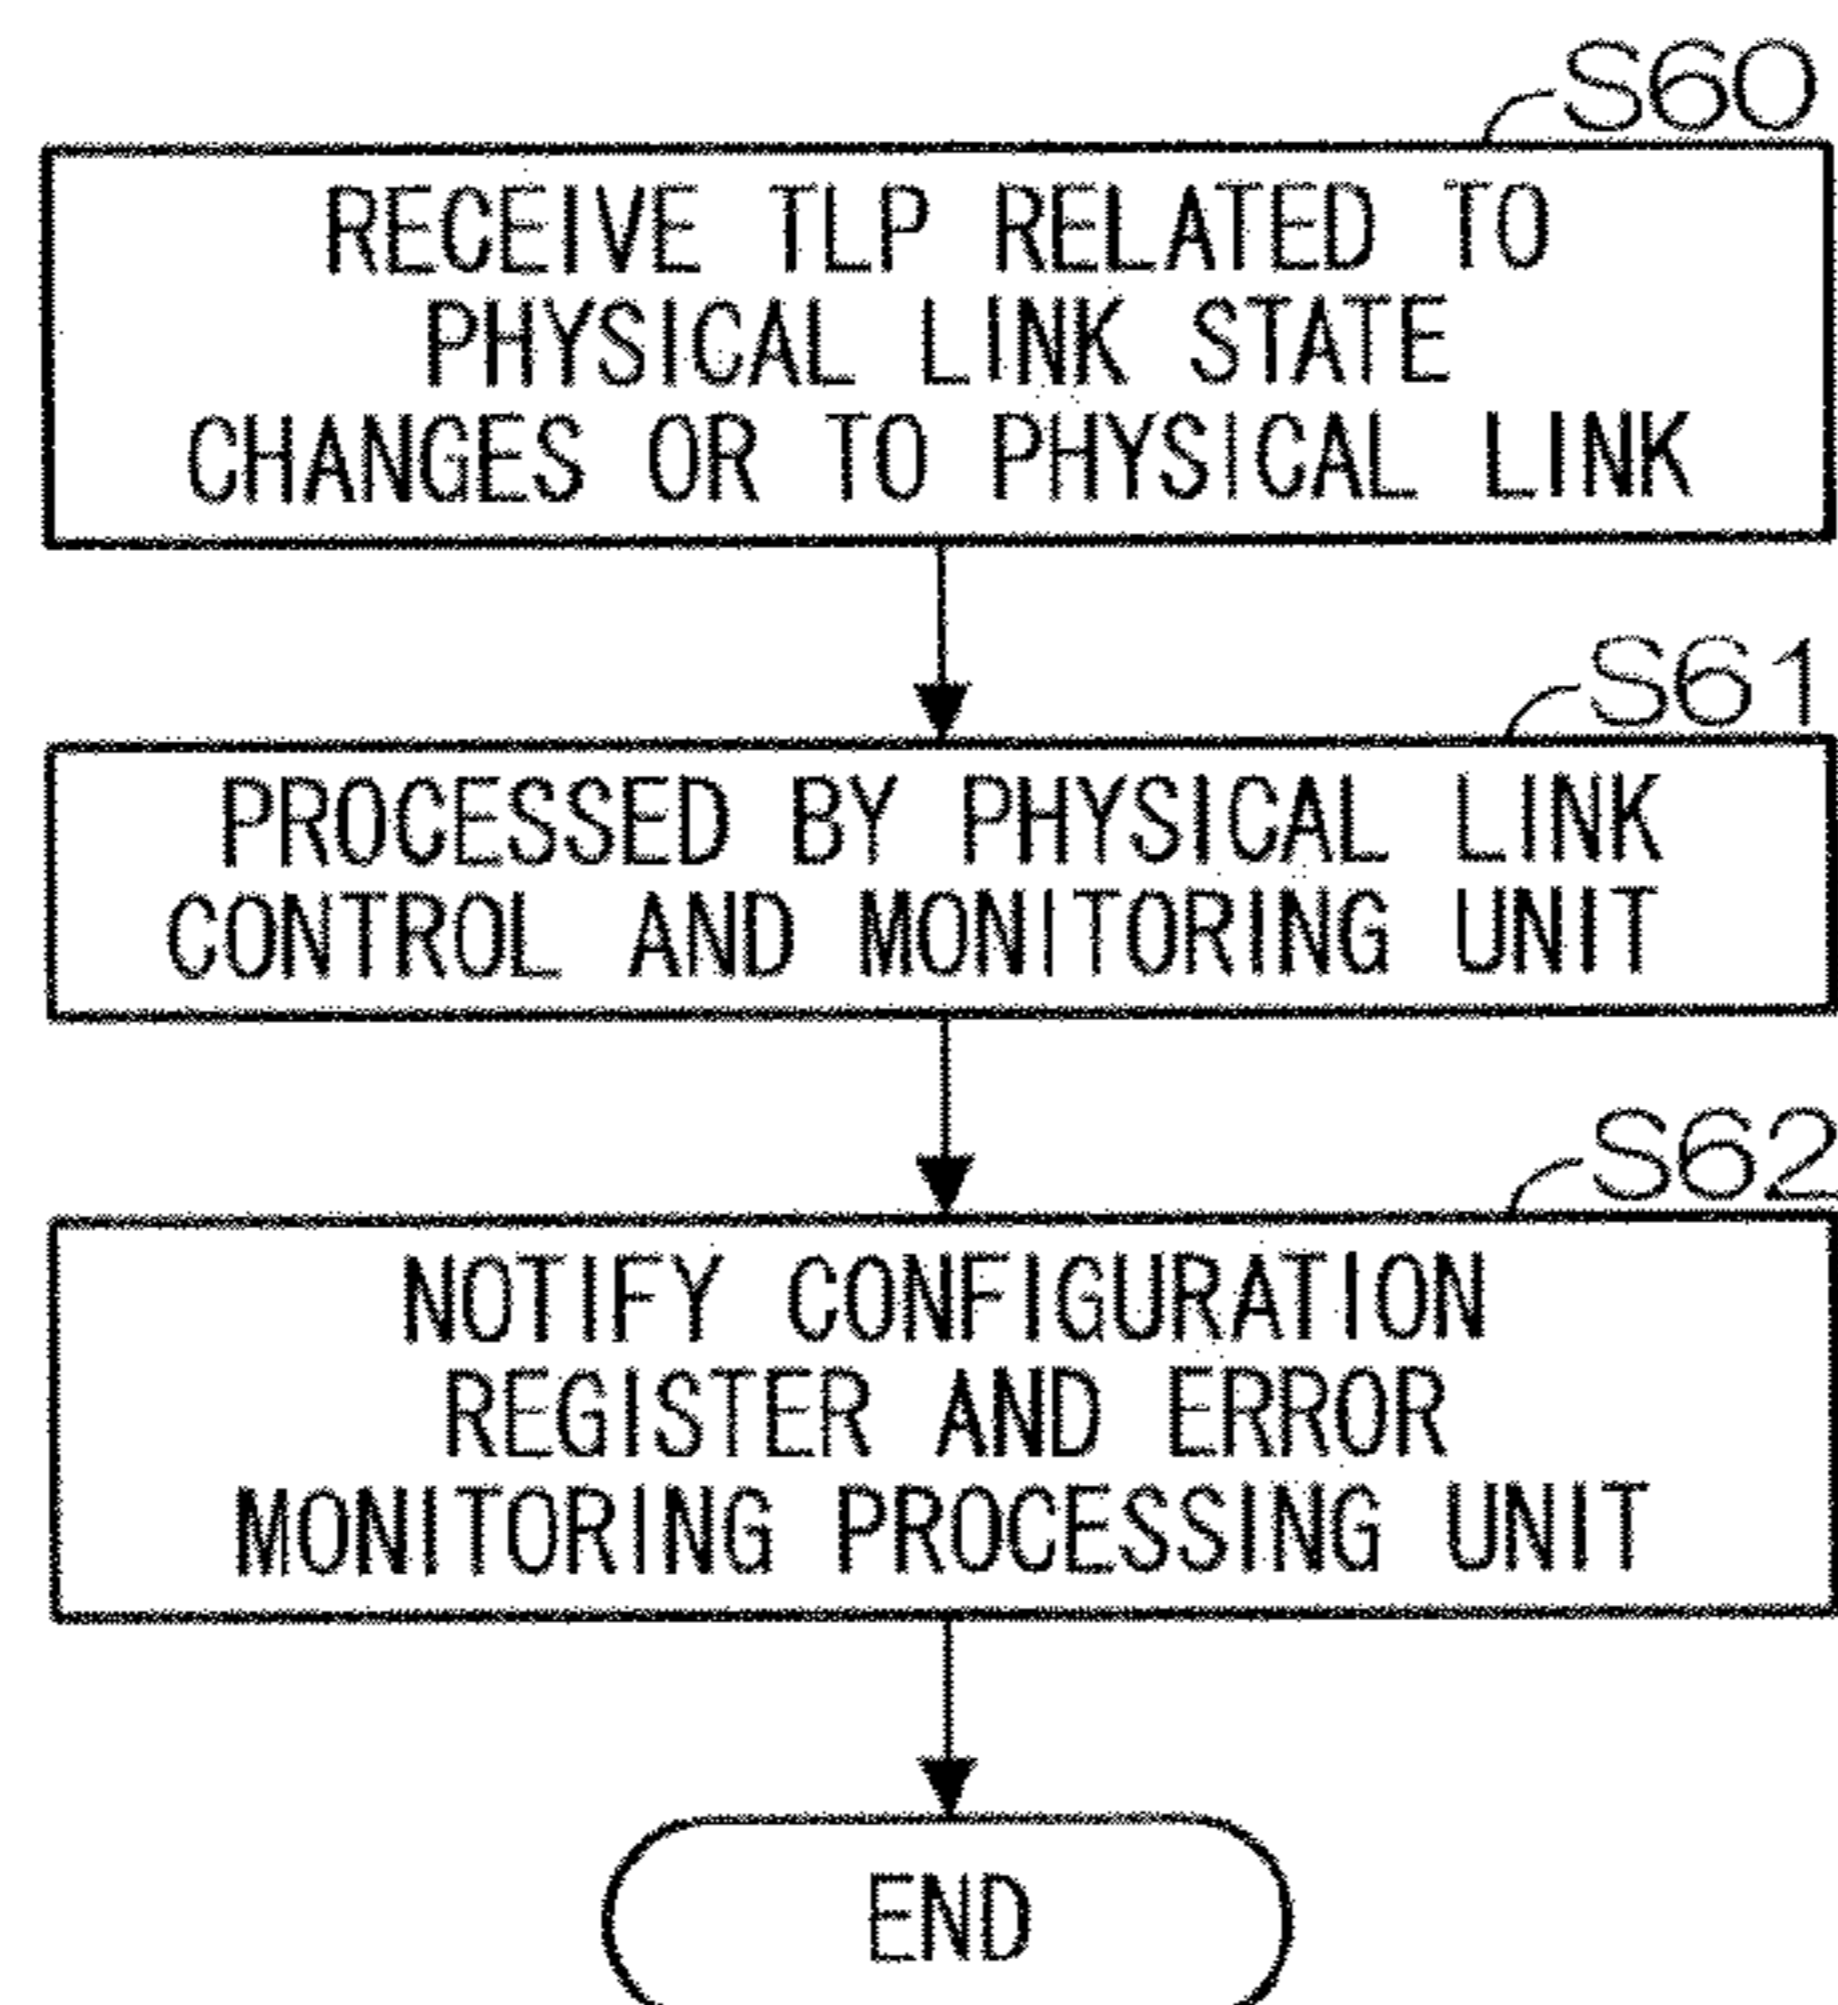 S60
RECEIVE TLP RELATED TO
PHYSICAL LINK STATE
CHANGES OR TO PHYSICAL LINK
S61
PROCESSED BY PHYSICAL LINK
CONTROL AND MONITORING UNIT
S62
NOTIFY CONFIGURATION
REGISTER AND ERROR
MONITORING PROCESSING UNIT
END